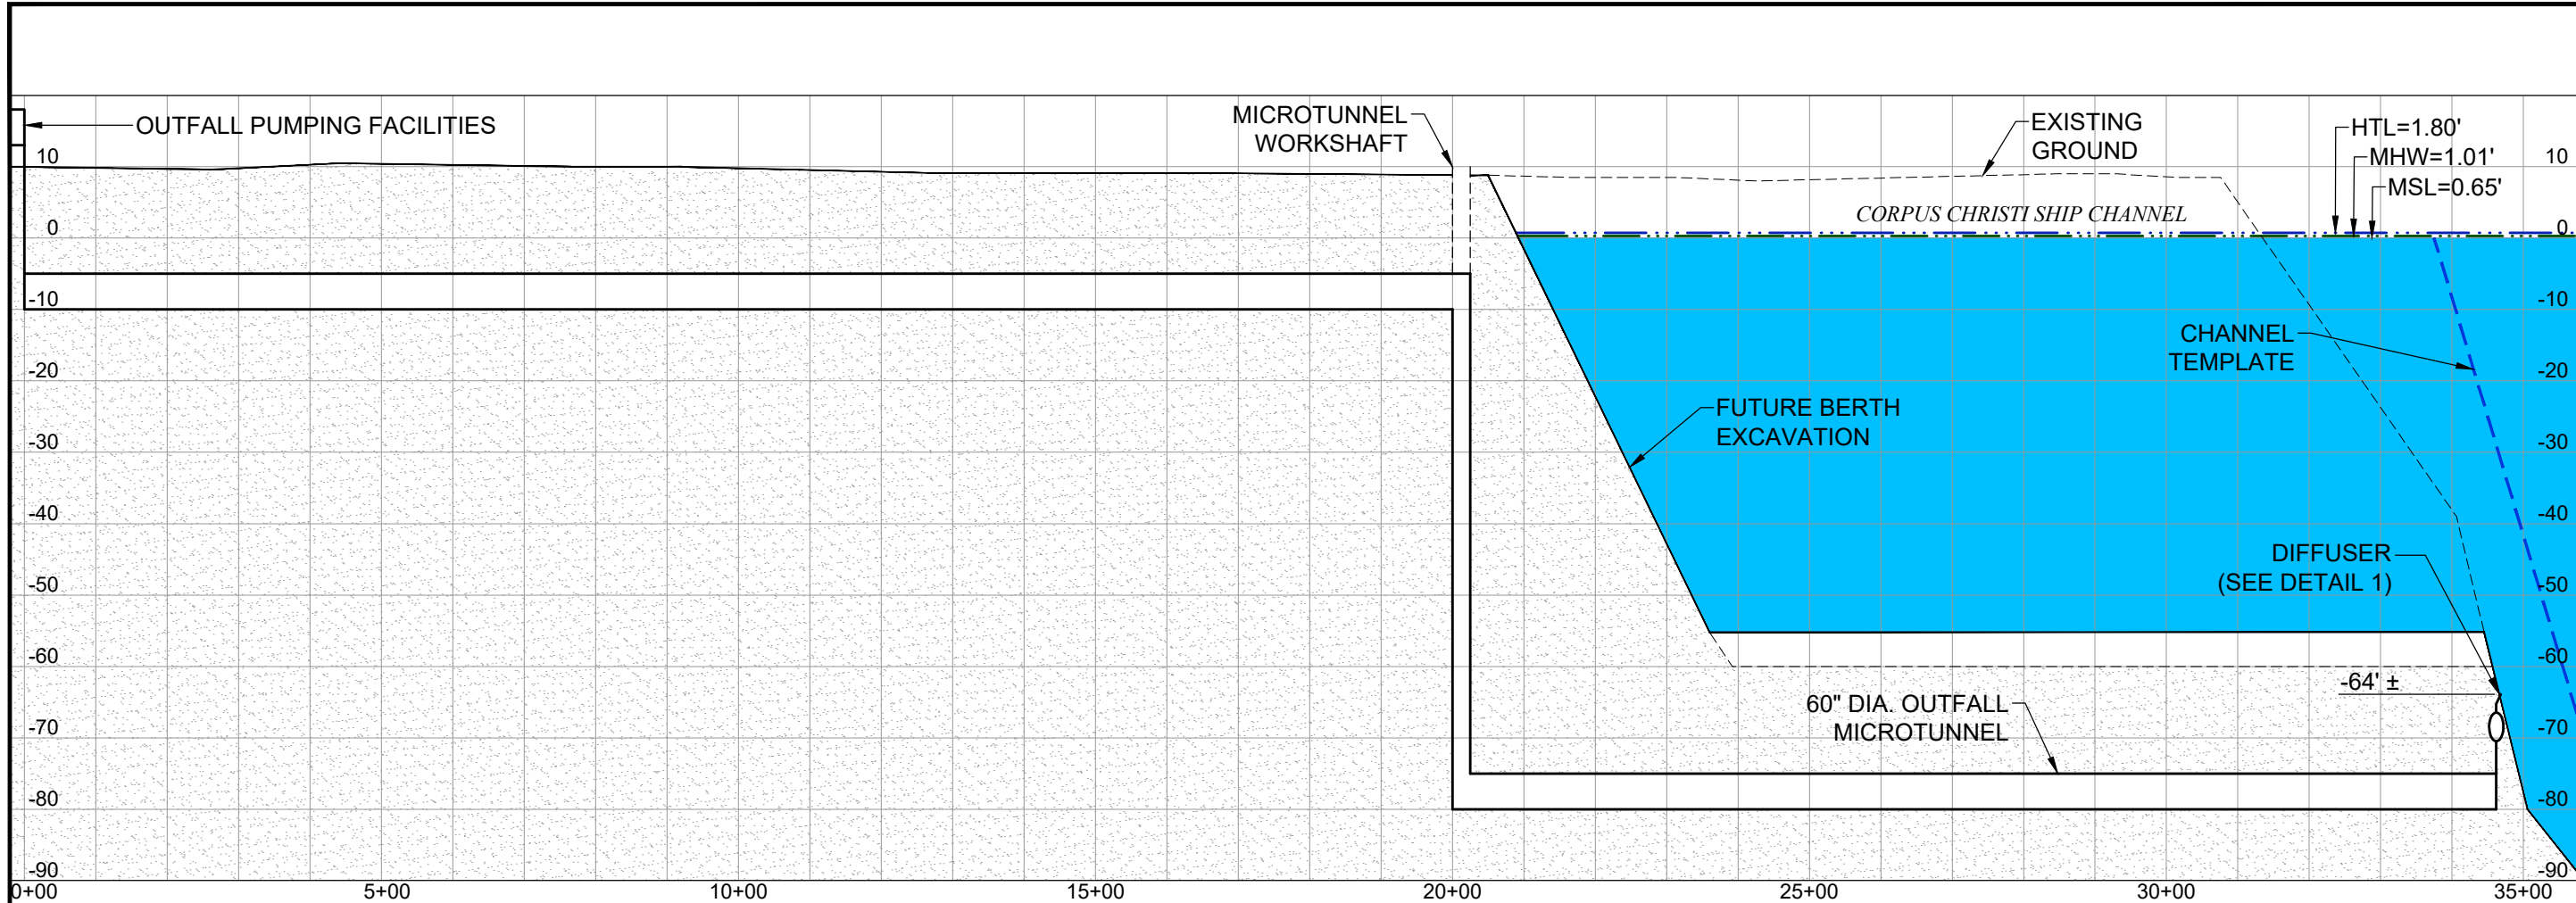 OUTFALL PUMPING FACILITIES
MICROTUNNEL
WORKSHAFT
EXISTING
GROUND
HTL=1.80'
MHW=1.01'
MSL=0.65'
CORPUS CHRISTI SHIP CHANNEL
CHANNEL
TEMPLATE
FUTURE BERTH
EXCAVATION
DIFFUSER
(SEE DETAIL 1)
-64' ±
60" DIA. OUTFALL
MICROTUNNEL
10
0
-10
-20
-30
-40
-50
-60
-70
-80
-90
10
0
-10
-20
-30
-40
-50
-60
-70
-80
-90
0+00
5+00
10+00
15+00
20+00
25+00
30+00
35+00